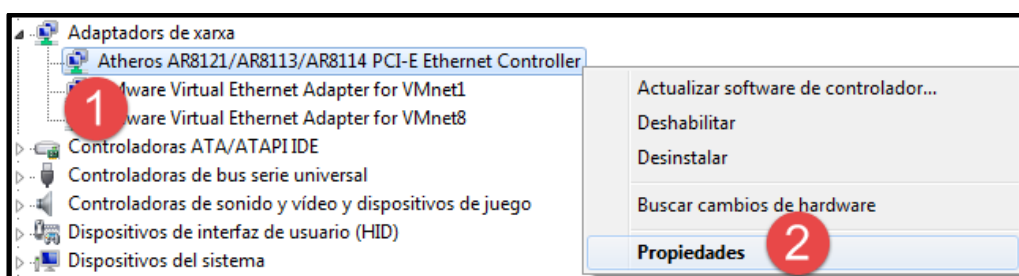 Adaptadors de xarxa
Atheros AR8121/AR8113/AR8114 PCI-E Ethernet Controller
ware Virtual Ethernet Adapter for VMnet1
ware Virtual Ethernet Adapter for VMnet8
1
Controladoras ATA/ATAPI IDE
Controladoras de bus serie universal
Controladoras de sonido y vídeo y dispositivos de juego
Dispositivos de interfaz de usuario (HID)
Dispositivos del sistema
Actualizar software de controlador...
Deshabilitar
Desinstalar
Buscar cambios de hardware
Propiedades
2